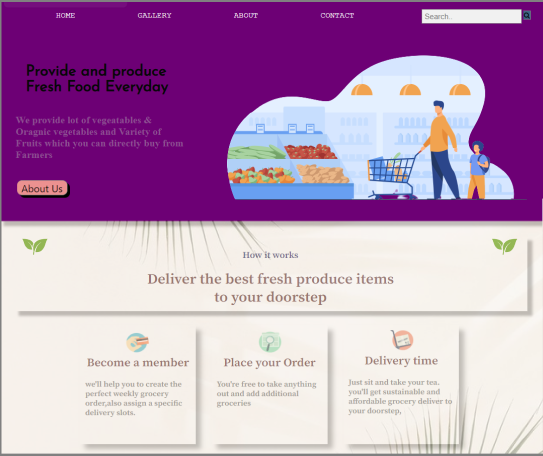 HOME GALLERY ABOUT CONTACT Search..
Provide and produce
Fresh Food Everyday
We provide lot of vegeatables &
Oragnic vegetables and Variety of
Fruits which you can directly buy from
Farmers
About Us
How it works
Deliver the best fresh produce items
to your doorstep
Become a member
we'll help you to create the
perfect weekly grocery
order,also assign a specific
delivery slots.
Place your Order
You're free to take anything
out and add additional
groceries
Delivery time
Just sit and take your tea.
you'll get sustainable and
affordable grocery deliver to
your doorstep,